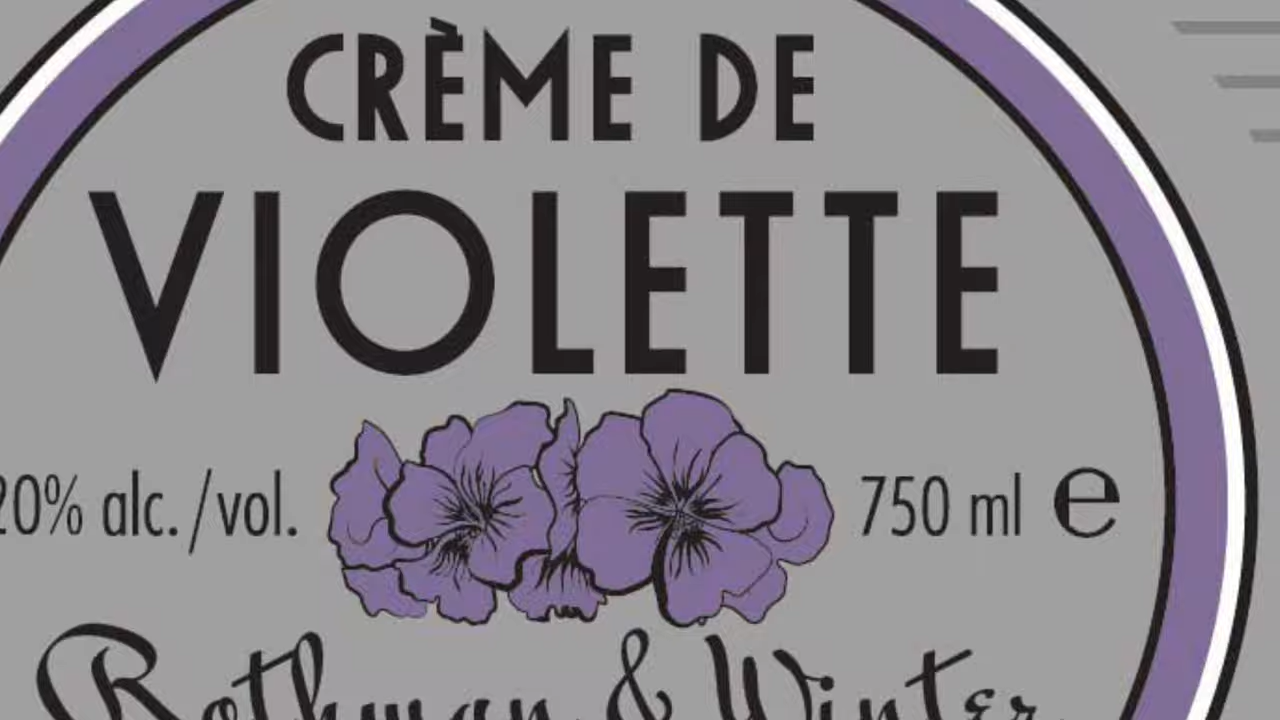 CRÈME DE
VIOLETTE
20% alc./vol. 750 ml ℮
Rothman & Winter